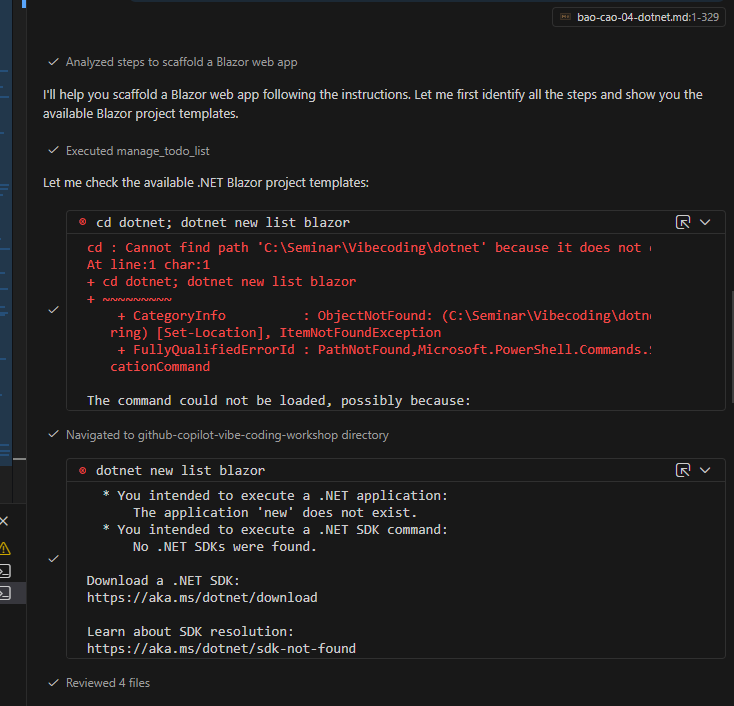 bao-cao-04-dotnet.md:1-329
Analyzed steps to scaffold a Blazor web app
I'll help you scaffold a Blazor web app following the instructions. Let me first identify all the steps and show you the
available Blazor project templates.
Executed manage_todo_list
Let me check the available .NET Blazor project templates:
cd dotnet; dotnet new list blazor
cd : Cannot find path 'C:\Seminar\Vibecoding\dotnet' because it does not
At line:1 char:1
+ cd dotnet; dotnet new list blazor
+ ~~~~~~~~~
+ CategoryInfo : ObjectNotFound: (C:\Seminar\Vibecoding\dotn
ring) [Set-Location], ItemNotFoundException
+ FullyQualifiedErrorId : PathNotFound,Microsoft.PowerShell.Commands.
cationCommand
The command could not be loaded, possibly because:
Navigated to github-copilot-vibe-coding-workshop directory
dotnet new list blazor
* You intended to execute a .NET application:
The application 'new' does not exist.
* You intended to execute a .NET SDK command:
No .NET SDKs were found.
Download a .NET SDK:
https://aka.ms/dotnet/download
Learn about SDK resolution:
https://aka.ms/dotnet/sdk-not-found
Reviewed 4 files